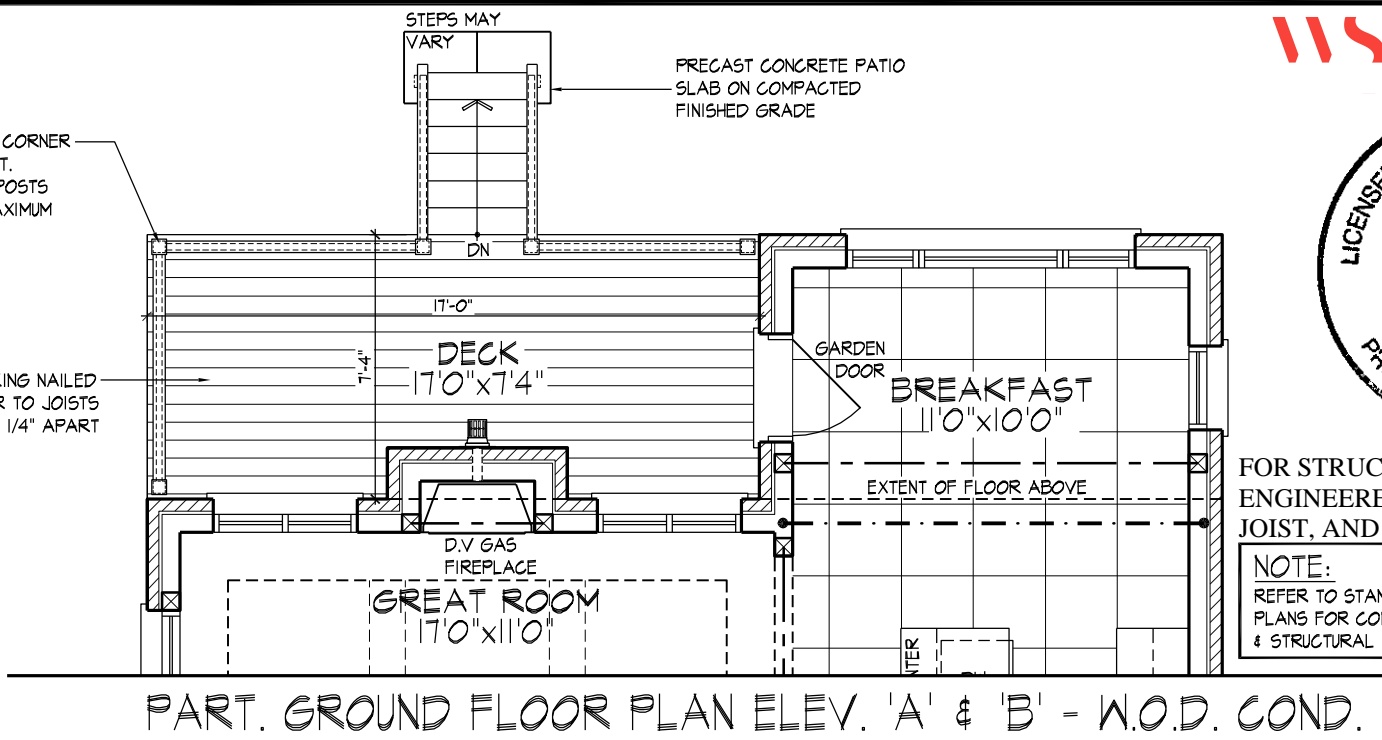 STEPS MAY
VARY
PRECAST CONCRETE PATIO
SLAB ON COMPACTED
FINISHED GRADE
CORNER
POSTS
DN
17'-0"
7'-4"
DECK
17'0"x7'4"
GARDEN
DOOR
BREAKFAST
11'0"x10'0"
NAILED
TO JOISTS
1/4" APART
EXTENT OF FLOOR ABOVE
D.V GAS
FIREPLACE
GREAT ROOM
17'0"x11'0"
FOR STRUC
ENGINEERE
JOIST, AND
NOTE:
REFER TO STAN
PLANS FOR CO
& STRUCTURAL
LICENSE
PART. GROUND FLOOR PLAN ELEV. 'A' & 'B' - W.O.D. COND.